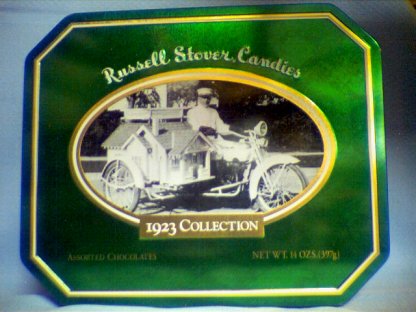 Russell Stover Candies
1923 COLLECTION
ASSORTED CHOCOLATES
NET WT. 14 OZS. (397g)